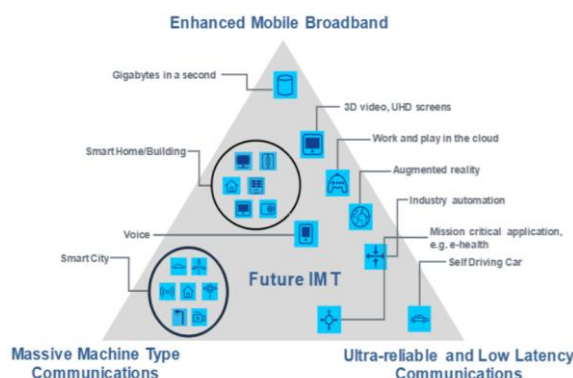 Enhanced Mobile Broadband
Gigabytes in a second
3D video, UHD screens
Work and play in the cloud
Smart Home/Building
Augmented reality
Industry automation
Mission critical application,
e.g. e-health
Voice
Smart City
Self Driving Car
Future IMT
Massive Machine Type
Communications
Ultra-reliable and Low Latency
Communications